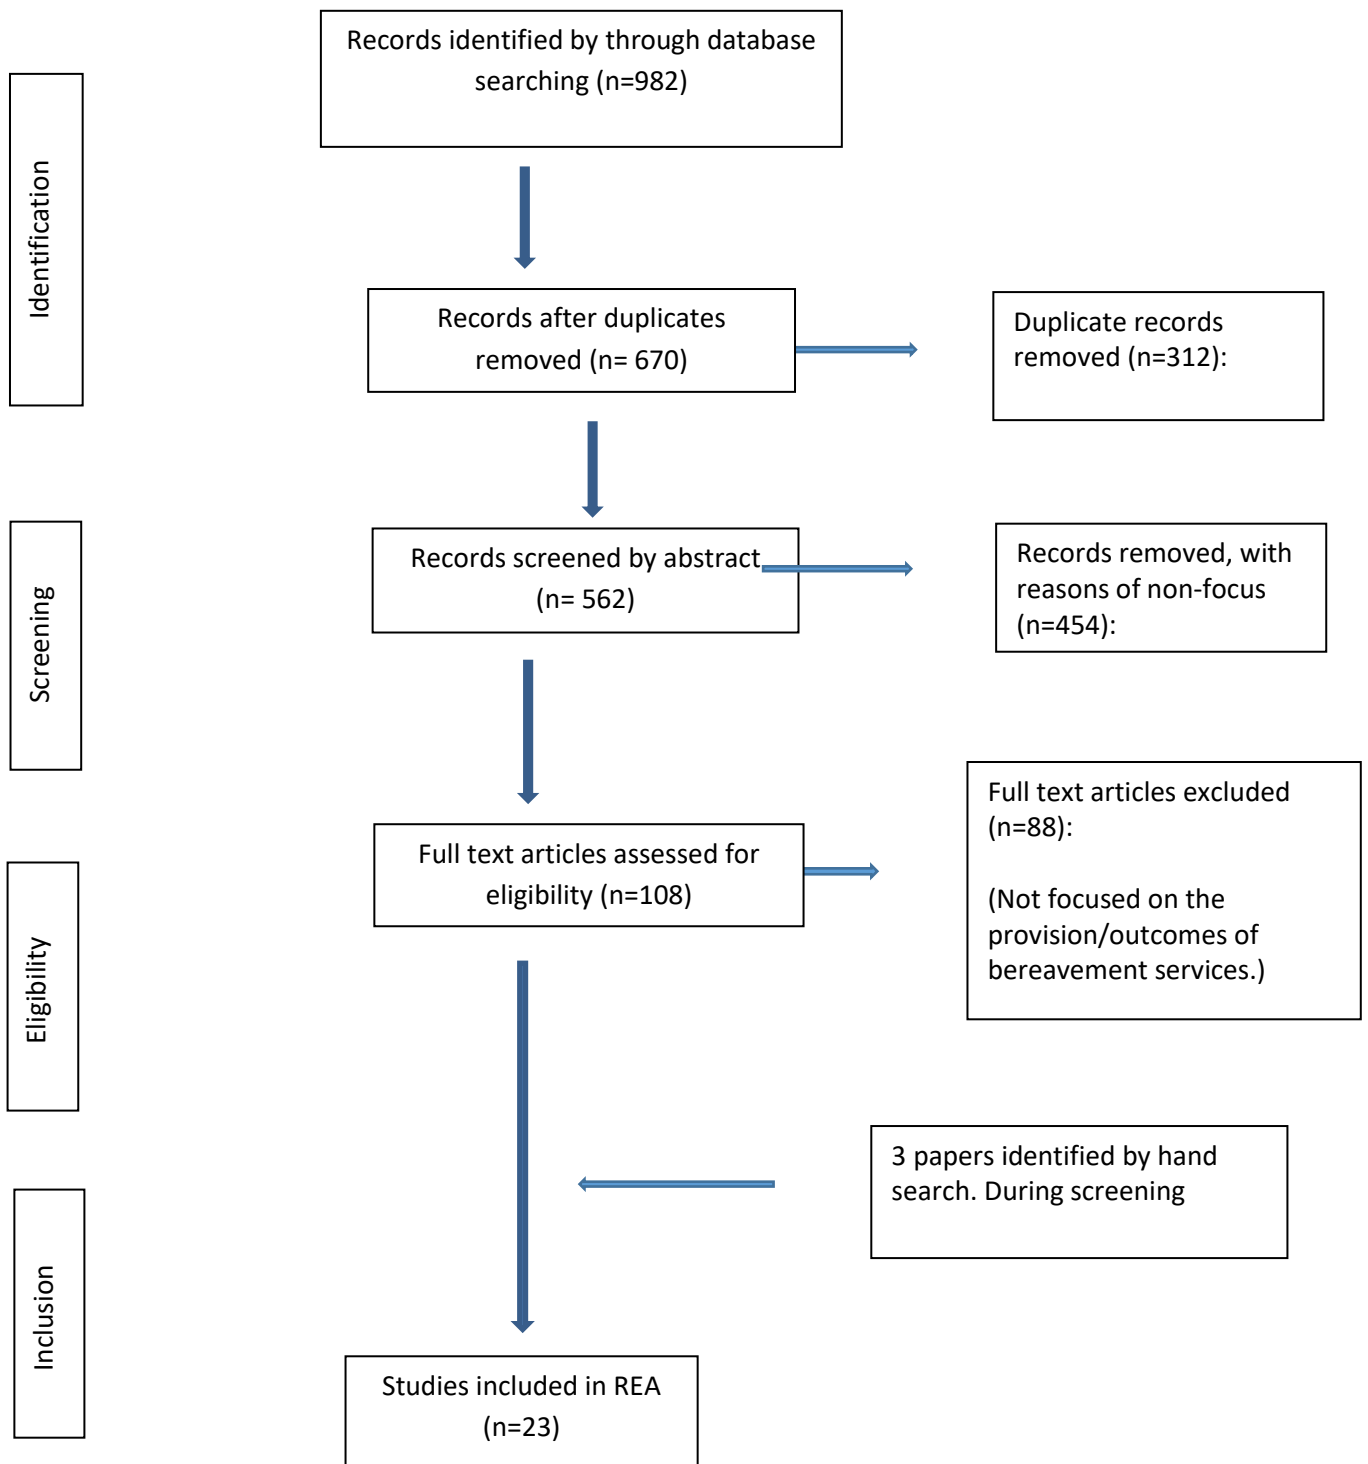 Records identified by through database
searching (n=982)
Identification
Records after duplicates
removed (n= 670)
Duplicate records
removed (n=312):
Screening
Records screened by abstract
(n= 562)
Records removed, with
reasons of non-focus
(n=454):
Eligibility
Full text articles assessed for
eligibility (n=108)
Full text articles excluded
(n=88):
(Not focused on the
provision/outcomes of
bereavement services.)
3 papers identified by hand
search. During screening
Inclusion
Studies included in REA
(n=23)